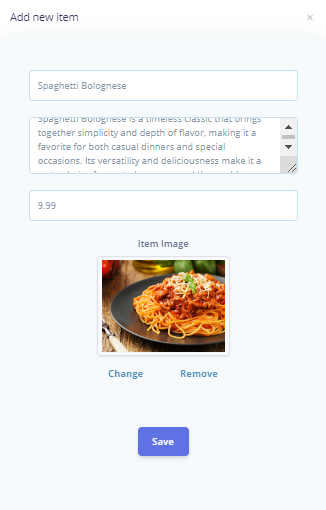 Add new item
×
Spaghetti Bolognese
Spaghetti Bolognese is a timeless classic that brings
together simplicity and depth of flavor, making it a
favorite for both casual dinners and special
occasions. Its versatility and deliciousness make it a
9.99
Item Image
Change
Remove
Save